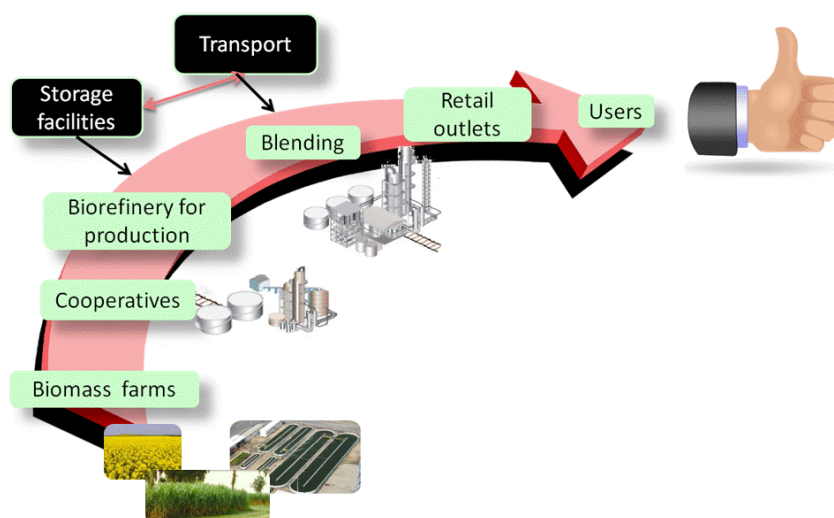 Transport
Storage
facilities
Retail
outlets
Users
Blending
Biorefinery for
production
Cooperatives
Biomass farms